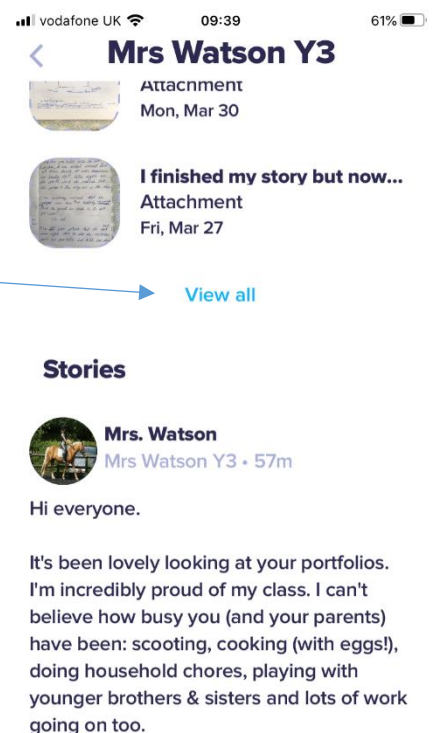 vodafone UK 09:39 61%
Mrs Watson Y3
Attachment
Mon, Mar 30
I finished my story but now...
Attachment
Fri, Mar 27
View all
Stories
Mrs. Watson
Mrs Watson Y3 • 57m
Hi everyone.
It's been lovely looking at your portfolios.
I'm incredibly proud of my class. I can't
believe how busy you (and your parents)
have been: scooting, cooking (with eggs!),
doing household chores, playing with
younger brothers & sisters and lots of work
going on too.